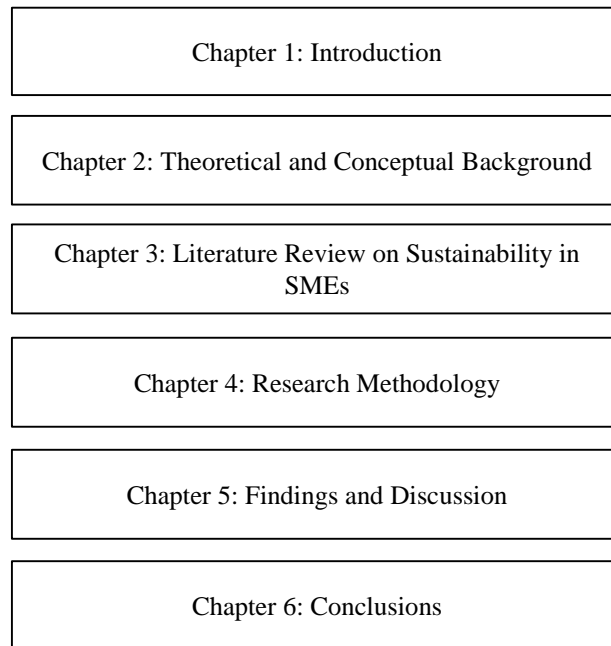 Chapter 1: Introduction
Chapter 2: Theoretical and Conceptual Background
Chapter 3: Literature Review on Sustainability in
SMEs
Chapter 4: Research Methodology
Chapter 5: Findings and Discussion
Chapter 6: Conclusions